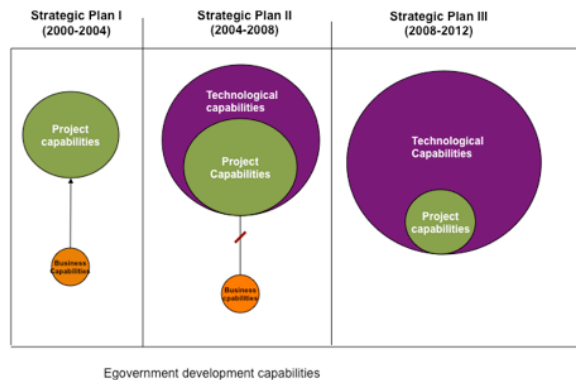 Strategic Plan I
(2000-2004)
Strategic Plan II
(2004-2008)
Strategic Plan III
(2008-2012)
Project
capabilities
Business
Capabilities
Technological
capabilities
Project
Capabilities
Business
cpabilities
Technological
Capabilities
Project
capabilities
Egovernment development capabilities